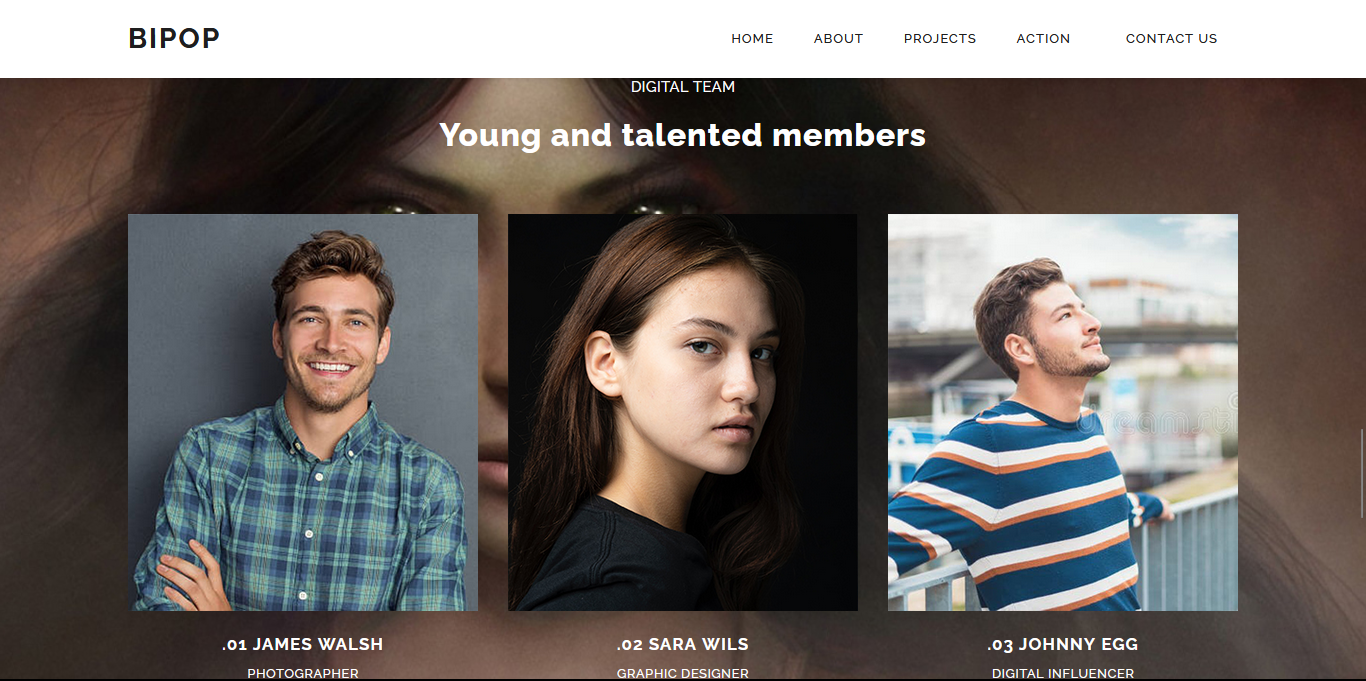 BIPOP
HOME ABOUT PROJECTS ACTION CONTACT US
DIGITAL TEAM
Young and talented members
.01 JAMES WALSH
PHOTOGRAPHER
.02 SARA WILS
GRAPHIC DESIGNER
.03 JOHNNY EGG
DIGITAL INFLUENCER